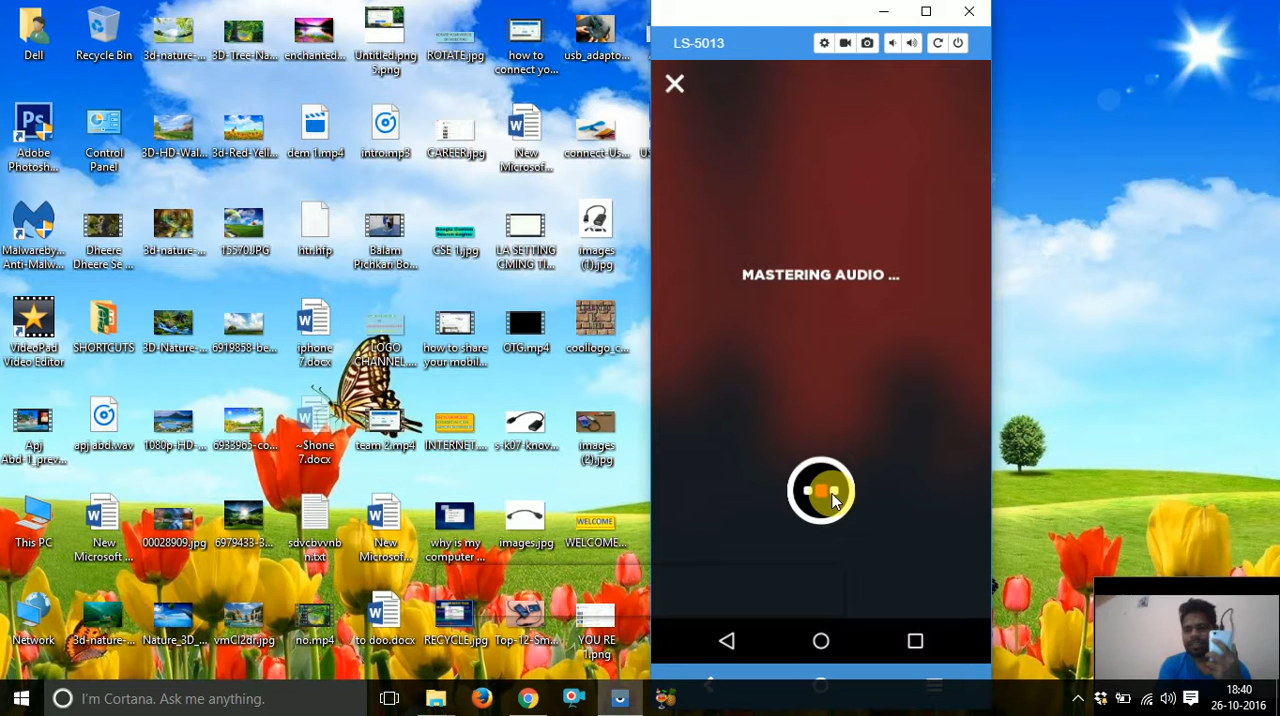 LS-5013
MASTERING AUDIO ...
Dell
Recycle Bin
3d-nature-...
3D-Tree-Na...
enchanted...
Untitled.png
5.png
ROTATE.jpg
how to
connect yo...
usb_adapto...
Adobe
Photosh...
Control
Panel
3D-HD-Wal...
3d-Red-Yell...
dem 1.mp4
intro.mp3
CAREER.jpg
New
Microsof...
connect-Us...
Malwareby...
Anti-Malw...
Dheere
Dheere Se ...
3d-nature-...
15570.JPG
Balam
Pichkari Bo...
CSE 1.jpg
LA SETTING
CMING TI...
images
(1).jpg
VideoPad
Video Editor
SHORTCUTS
3D-Nature-...
6919858-be...
iphone
7.docx
LOGO
CHANNEL....
how to share
your mobil...
OTG.mp4
coollogo_c...
Apj
Abd-1_prev...
apj abd.wav
1080p-HD-...
6933965-co...
~$hone
7.docx
team 2.mp4
INTERNET....
s-k07-knov...
images
(2).jpg
This PC
New
Microsoft ...
00028909.jpg
6979433-3...
sdvcbvvnb
n.txt
New
Microsof...
why is my
computer ...
images.jpg
WELCOME
WELCOME...
Network
3d-nature-...
Nature_3D_...
vmCl2df.jpg
no.mp4
to doo.docx
RECYCLE.jpg
Top-12-Sm...
YOU RE
1.png
I'm Cortana. Ask me anything.
18:40
26-10-2016